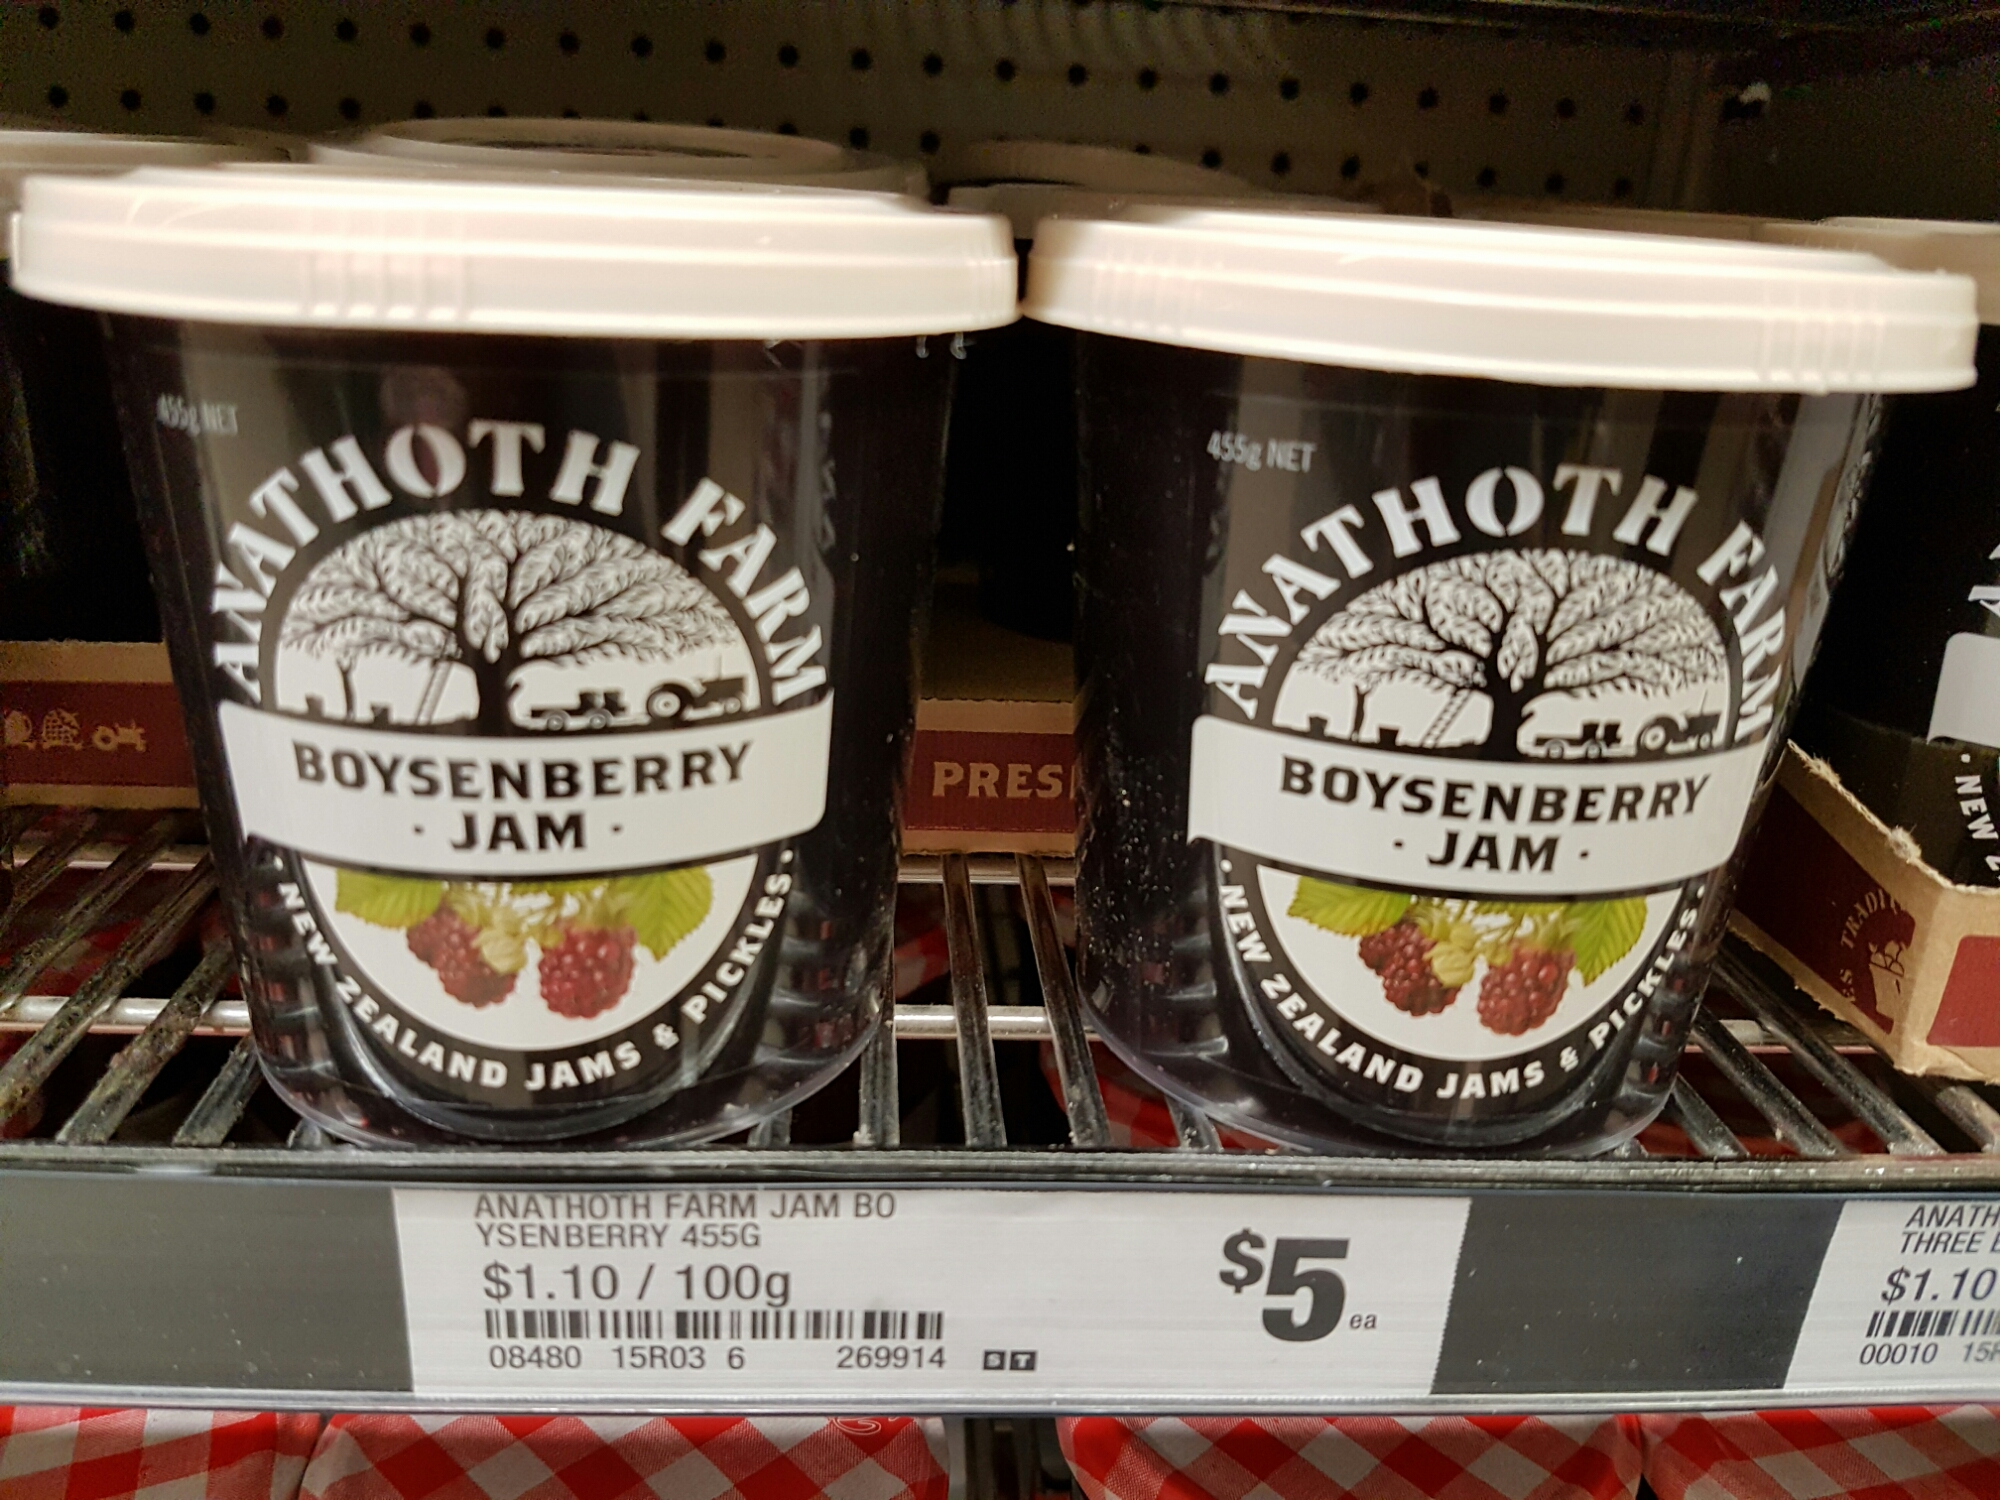 455g NET
ANATHOTH FARM
BOYSENBERRY
· JAM ·
· NEW ZEALAND JAMS & PICKLES ·
455g NET
ANATHOTH FARM
BOYSENBERRY
· JAM ·
· NEW ZEALAND JAMS & PICKLES ·
PRES
· NEW
ANATHOTH FARM JAM BO
YSENBERRY 455G
$1.10 / 100g
08480 15R03 6 269914 S T
$5 ea
ANATH
THREE
$1.10
00010